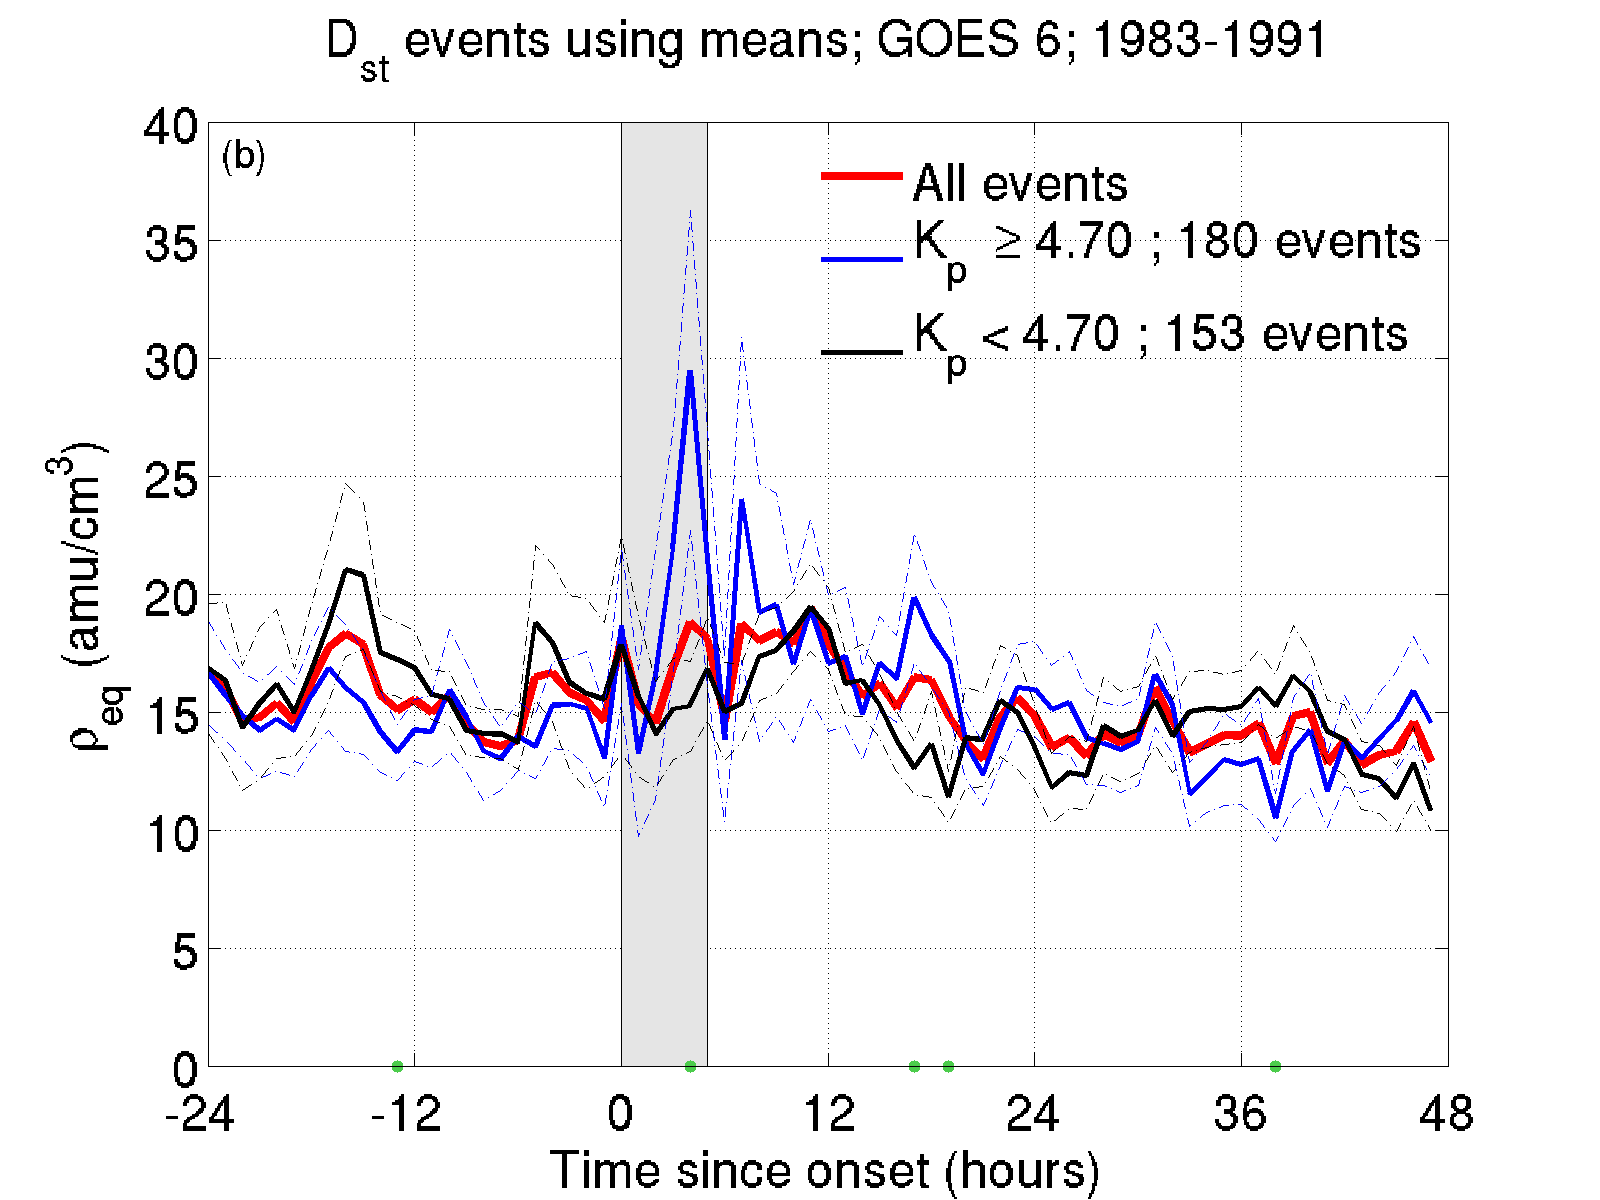 D_st events using means; GOES 6; 1983-1991
(b)
All events
K_p ≥ 4.70 ; 180 events
K_p < 4.70 ; 153 events
40
35
30
25
20
15
10
5
0
ρ_eq (amu/cm^3)
-24 -12 0 12 24 36 48
Time since onset (hours)